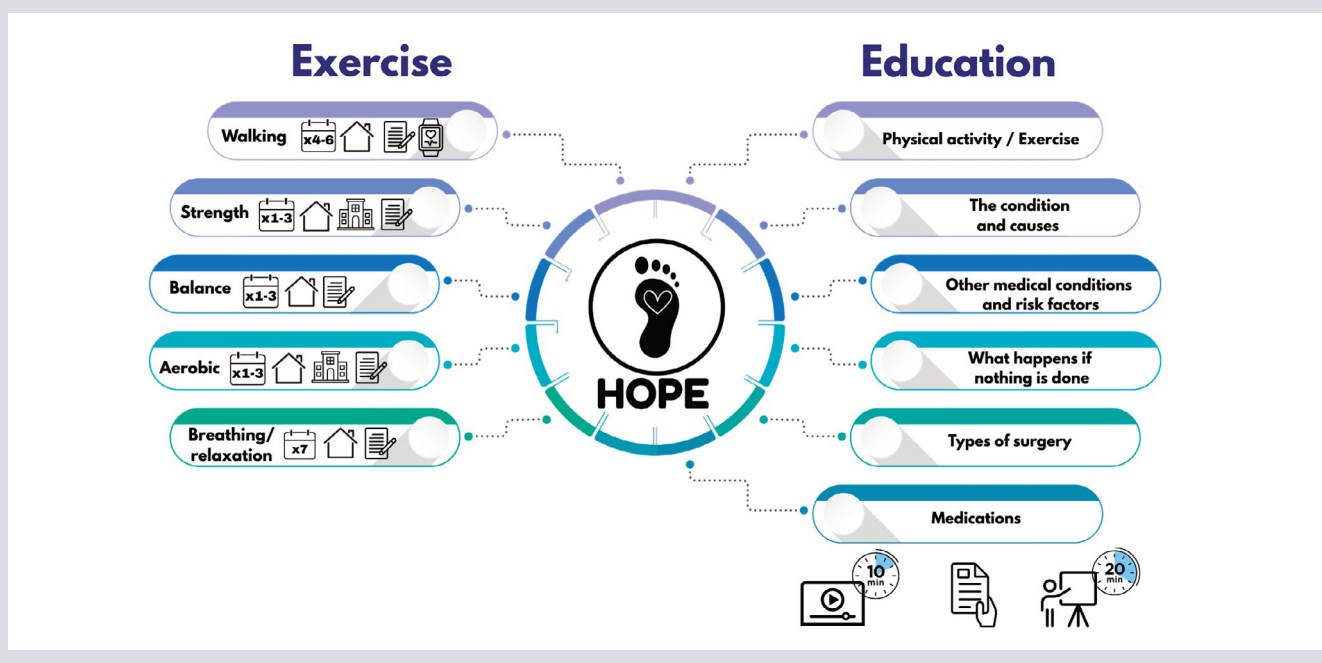 Exercise
Walking x4-6
Strength x1-3
Balance x1-3
Aerobic x1-3
Breathing/
relaxation x7
HOPE
Education
Physical activity / Exercise
The condition
and causes
Other medical conditions
and risk factors
What happens if
nothing is done
Types of surgery
Medications
10
min
20
min